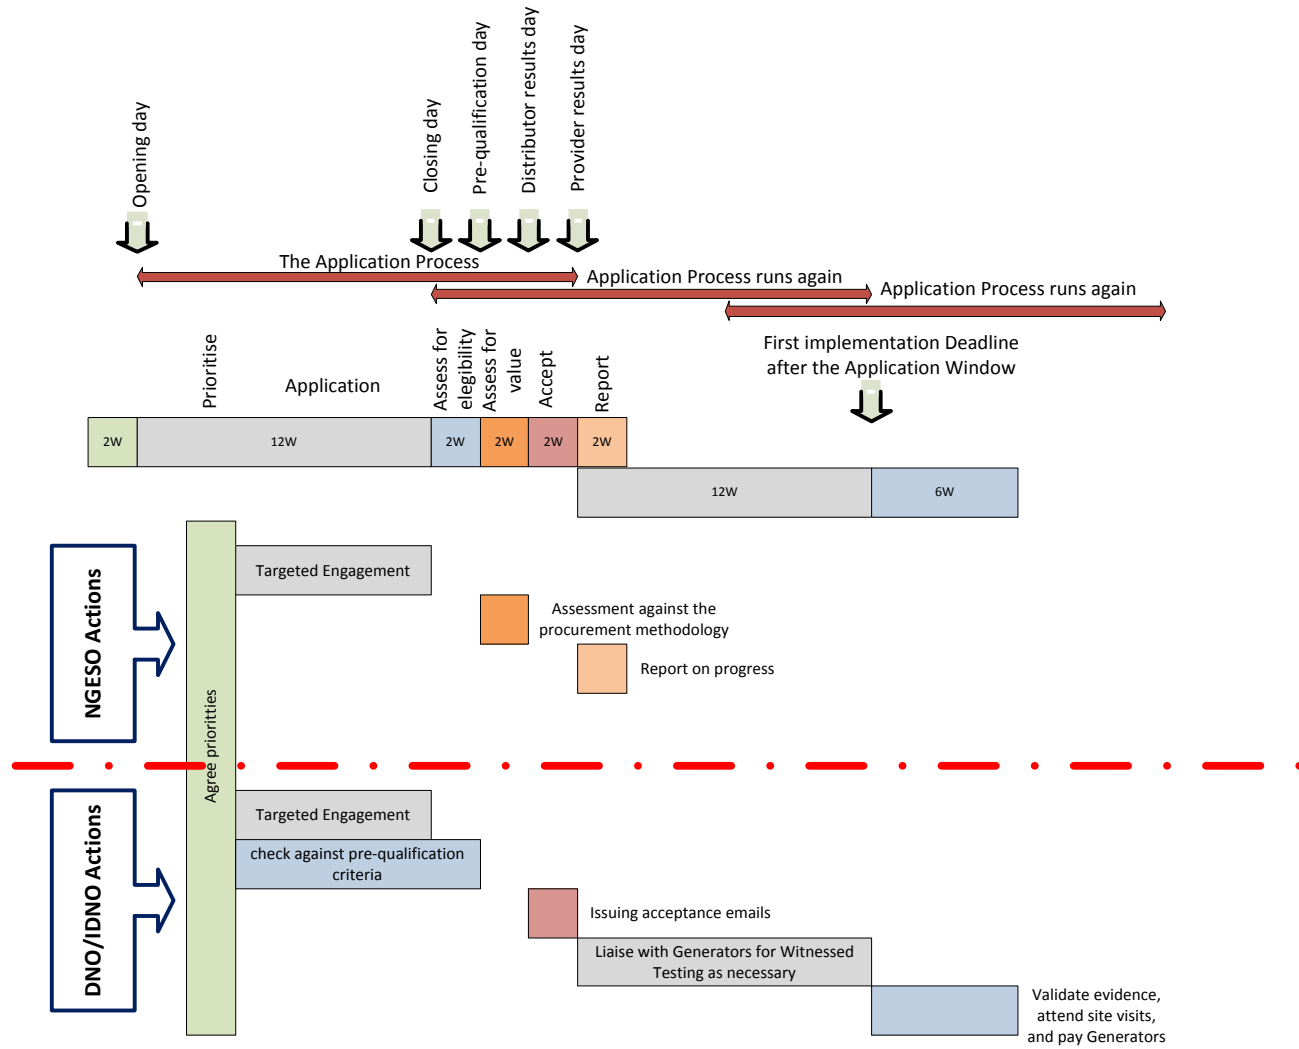 Opening day
Closing day
Pre-qualification day
Distributor results day
Provider results day
The Application Process
Application Process runs again
Application Process runs again
First implementation Deadline
after the Application Window
Prioritise
Application
Assess for
elegibility
Assess for
value
Accept
Report
2W
12W
2W
2W
2W
2W
12W
6W
NGESO Actions
Agree prioritties
Targeted Engagement
Assessment against the
procurement methodology
Report on progress
DNO/IDNO Actions
Targeted Engagement
check against pre-qualification
criteria
Issuing acceptance emails
Liaise with Generators for Witnessed
Testing as necessary
Validate evidence,
attend site visits,
and pay Generators